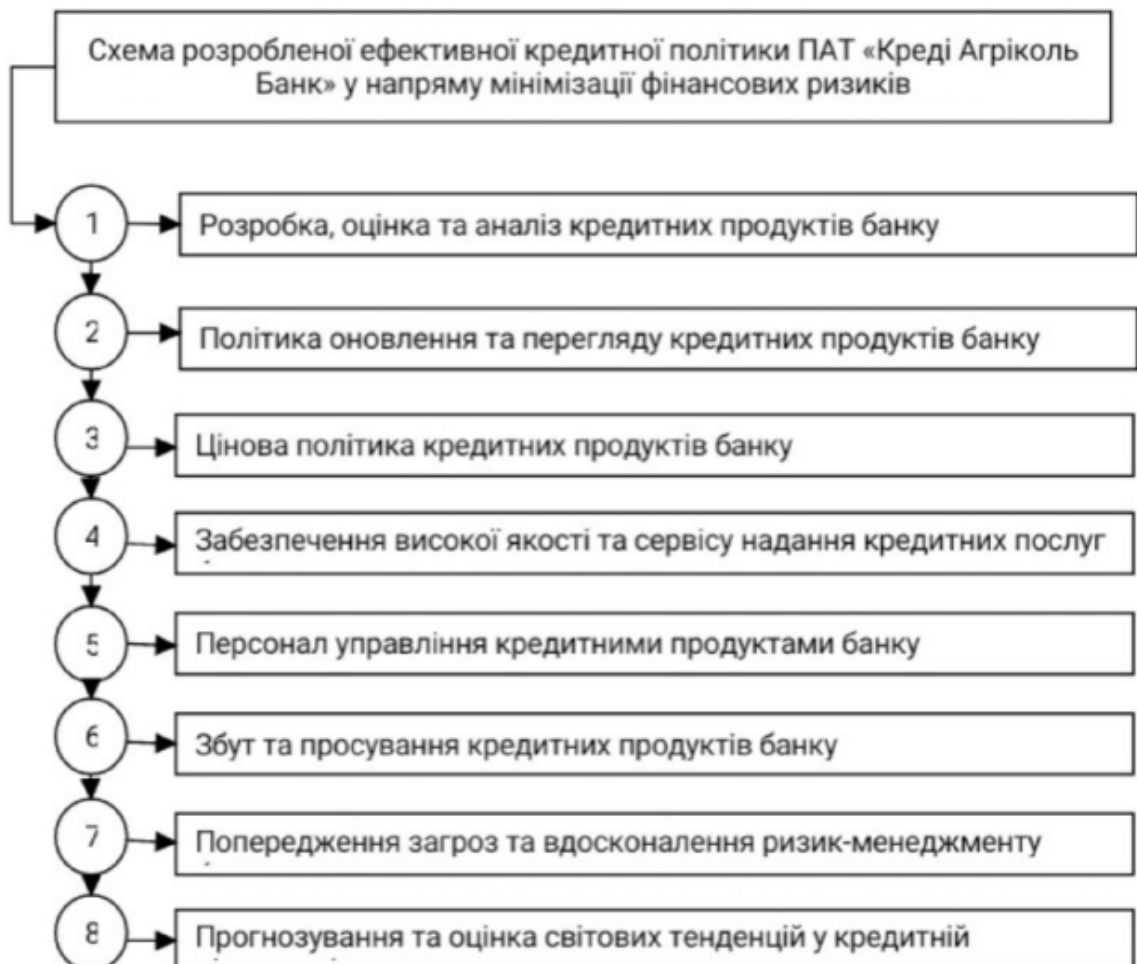 Схема розробленої ефективної кредитної політики ПАТ «Креді Агріколь
Банк» у напряму мінімізації фінансових ризиків
1
Розробка, оцінка та аналіз кредитних продуктів банку
2
Політика оновлення та перегляду кредитних продуктів банку
3
Цінова політика кредитних продуктів банку
4
Забезпечення високої якості та сервісу надання кредитних послуг
5
Персонал управління кредитними продуктами банку
6
Збут та просування кредитних продуктів банку
7
Попередження загроз та вдосконалення ризик-менеджменту
8
Прогнозування та оцінка світових тенденцій у кредитній